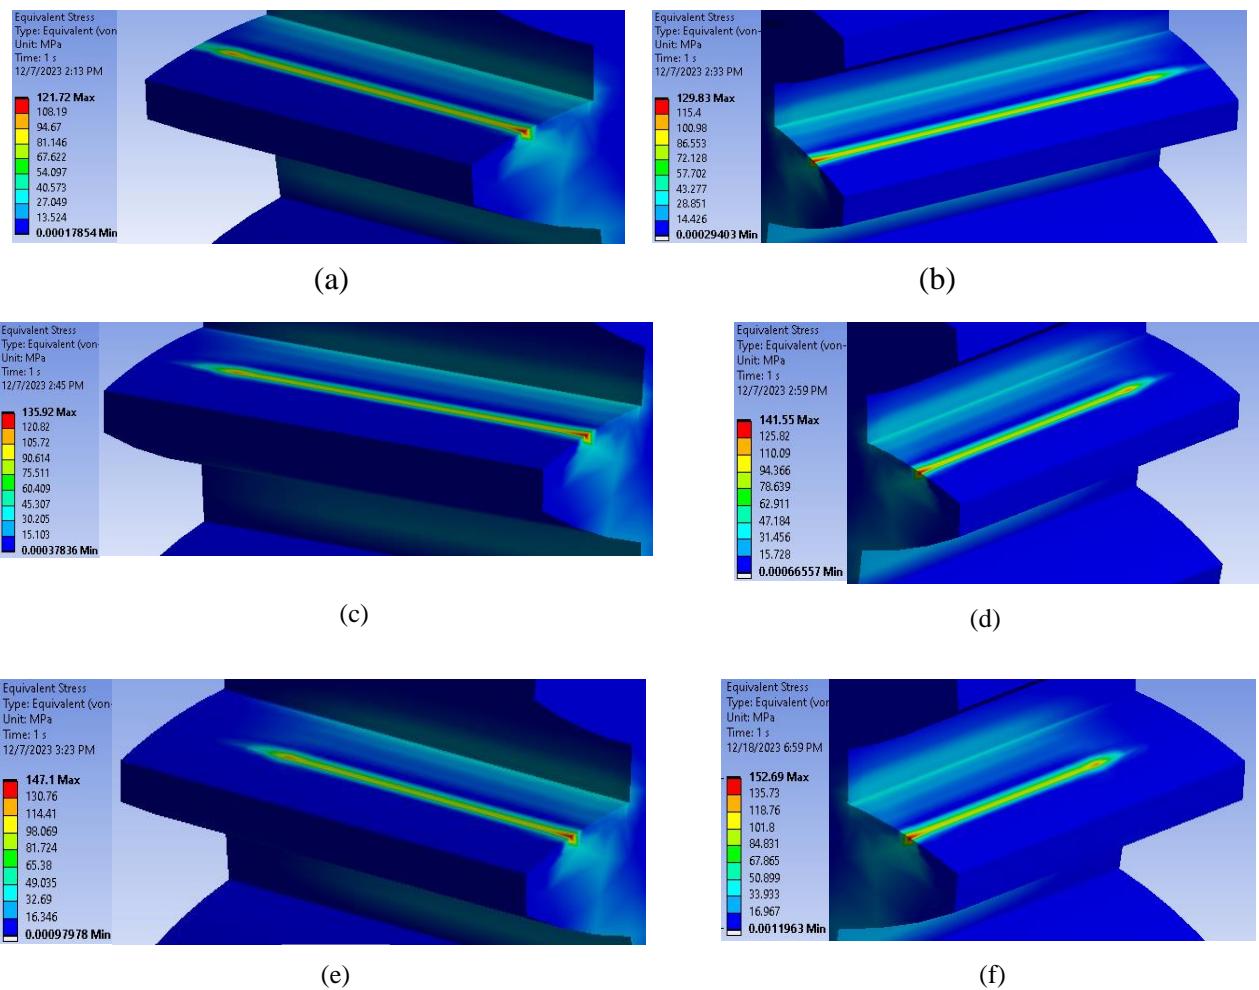 Equivalent Stress
Type: Equivalent (von
Unit: MPa
Time: 1 s
12/7/2023 2:13 PM
121.72 Max
108.19
94.67
81.146
67.622
54.097
40.573
27.049
13.524
0.00017854 Min
(a)
Equivalent Stress
Type: Equivalent (von-
Unit: MPa
Time: 1 s
12/7/2023 2:33 PM
129.83 Max
115.4
100.98
86.553
72.128
57.702
43.277
28.851
14.426
0.00029403 Min
(b)
Equivalent Stress
Type: Equivalent (von-
Unit: MPa
Time: 1 s
12/7/2023 2:45 PM
135.92 Max
120.82
105.72
90.614
75.511
60.409
45.307
30.205
15.103
0.00037836 Min
(c)
Equivalent Stress
Type: Equivalent (von-
Unit: MPa
Time: 1 s
12/7/2023 2:59 PM
141.55 Max
125.82
110.09
94.366
78.639
62.911
47.184
31.456
15.728
0.00066557 Min
(d)
Equivalent Stress
Type: Equivalent (von-
Unit: MPa
Time: 1 s
12/7/2023 3:23 PM
147.1 Max
130.76
114.41
98.069
81.724
65.38
49.035
32.69
16.346
0.00097978 Min
(e)
Equivalent Stress
Type: Equivalent (von
Unit: MPa
Time: 1 s
12/18/2023 6:59 PM
152.69 Max
135.73
118.76
101.8
84.831
67.865
50.899
33.933
16.967
0.0011963 Min
(f)